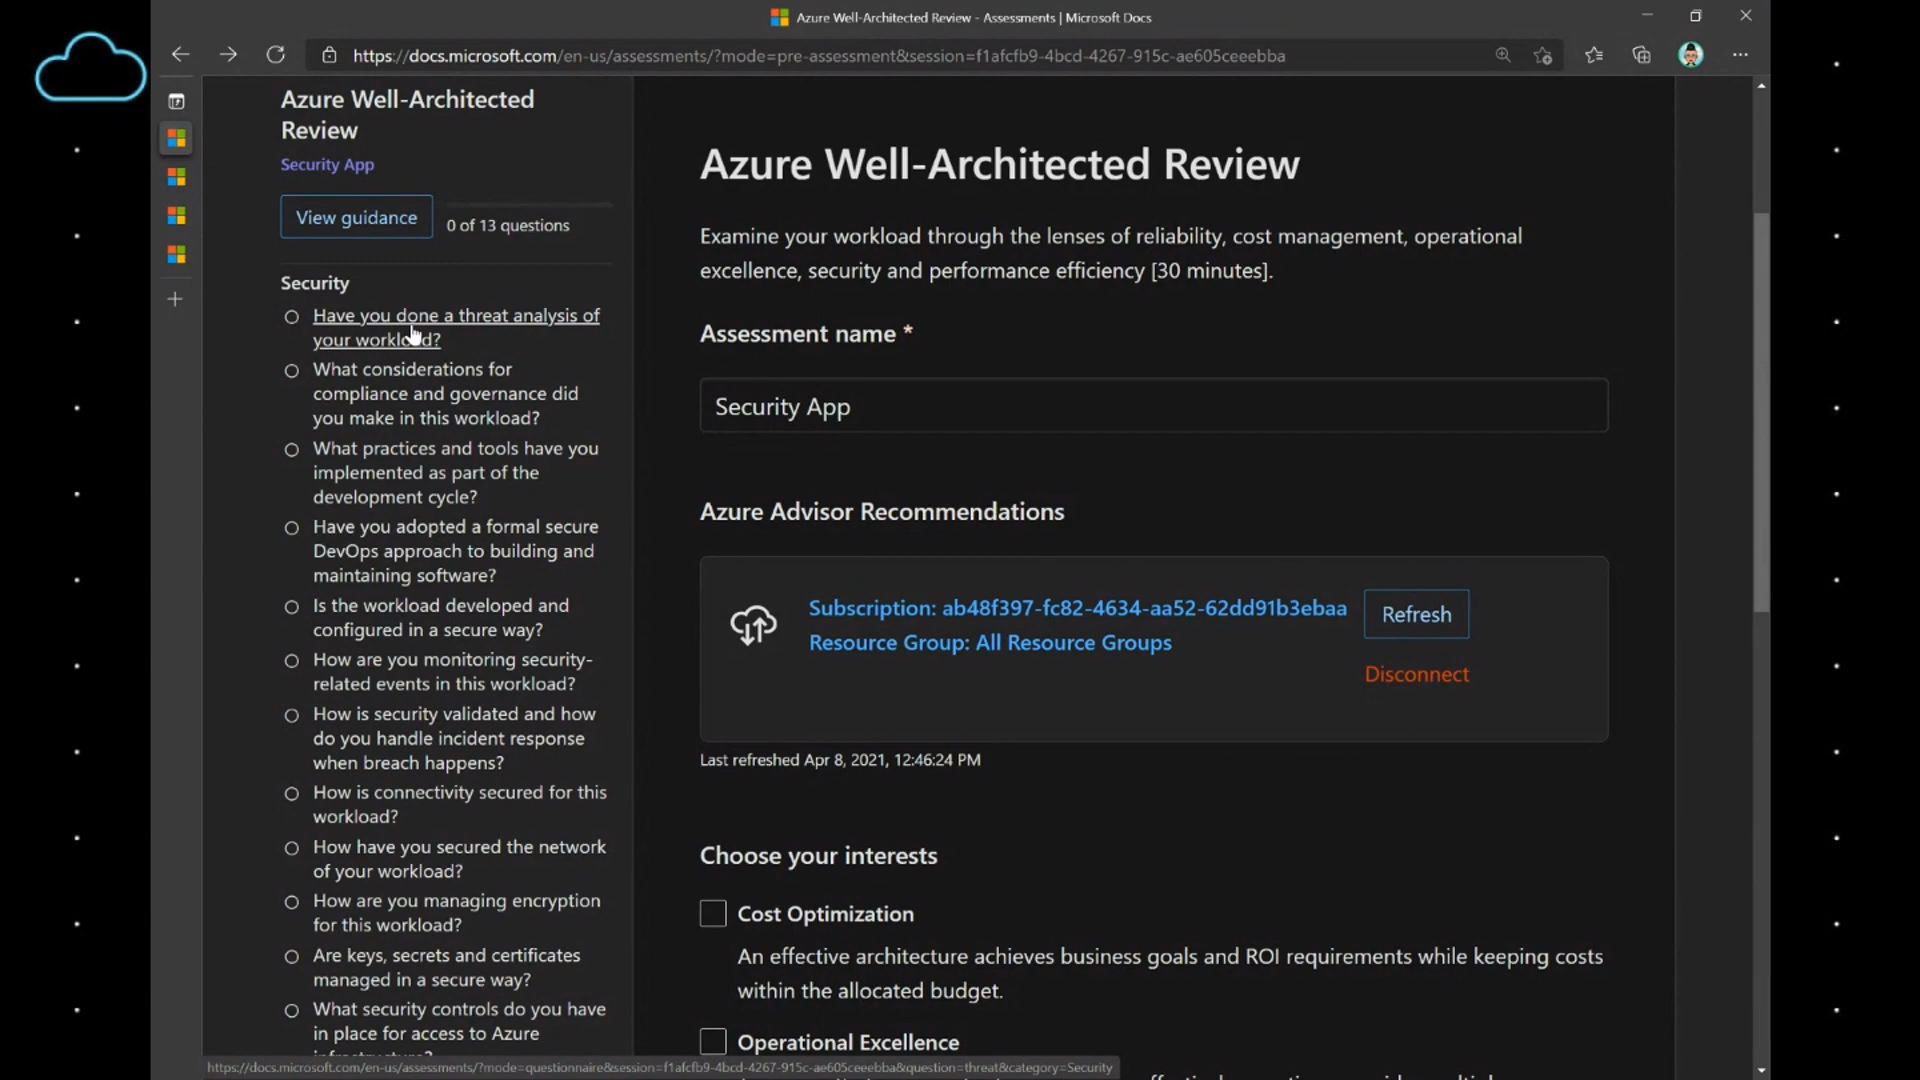 Azure Well-Architected Review - Assessments | Microsoft Docs
https://docs.microsoft.com/en-us/assessments/?mode=pre-assessment&session=f1afcfb9-4bcd-4267-915c-ae605ceeebba
Azure Well-Architected
Review
Security App
View guidance
0 of 13 questions
Security
Have you done a threat analysis of
your workload?
What considerations for
compliance and governance did
you make in this workload?
What practices and tools have you
implemented as part of the
development cycle?
Have you adopted a formal secure
DevOps approach to building and
maintaining software?
Is the workload developed and
configured in a secure way?
How are you monitoring security-
related events in this workload?
How is security validated and how
do you handle incident response
when breach happens?
How is connectivity secured for this
workload?
How have you secured the network
of your workload?
How are you managing encryption
for this workload?
Are keys, secrets and certificates
managed in a secure way?
What security controls do you have
in place for access to Azure
Azure Well-Architected Review
Examine your workload through the lenses of reliability, cost management, operational
excellence, security and performance efficiency [30 minutes].
Assessment name *
Security App
Azure Advisor Recommendations
Subscription: ab48f397-fc82-4634-aa52-62dd91b3ebaa
Resource Group: All Resource Groups
Refresh
Disconnect
Last refreshed Apr 8, 2021, 12:46:24 PM
Choose your interests
Cost Optimization
An effective architecture achieves business goals and ROI requirements while keeping costs
within the allocated budget.
Operational Excellence
https://docs.microsoft.com/en-us/assessments/?mode=questionnaire&session=f1afcfb9-4bcd-4267-915c-ae605ceeebba&question=threat&category=Security